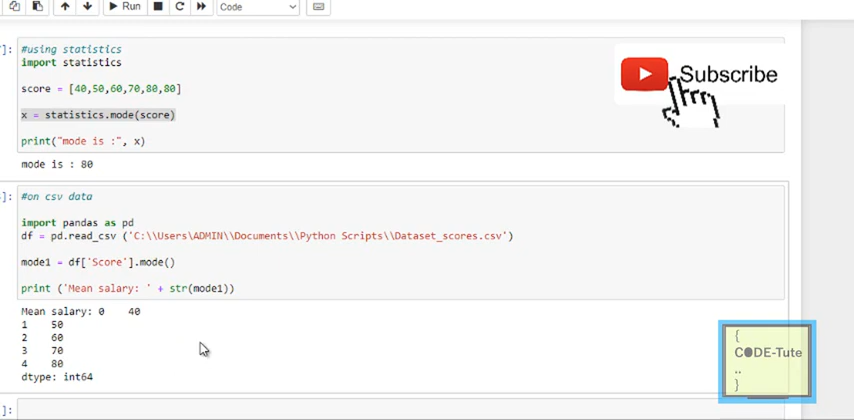 Run
Code
]:
#using statistics
import statistics
score = [40,50,60,70,80,80]
x = statistics.mode(score)
print("mode is :", x)
mode is : 80
Subscribe
]:
#on csv data
import pandas as pd
df = pd.read_csv ('C:\\Users\ADMIN\\Documents\\Python Scripts\\Dataset_scores.csv')
mode1 = df['Score'].mode()
print ('Mean salary: ' + str(mode1))
Mean salary: 0    40
1    50
2    60
3    70
4    80
dtype: int64
{
CODE-Tute
..
}
]: